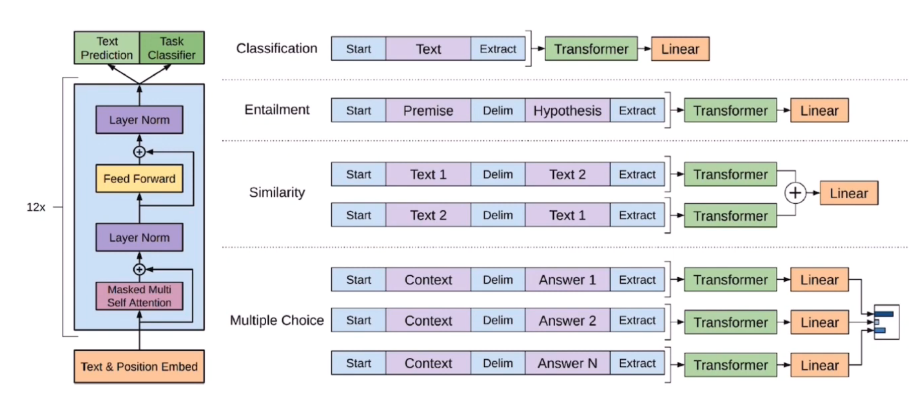 Text
Prediction
Task
Classifier
Layer Norm
Feed Forward
12x
Layer Norm
Masked Multi
Self Attention
Text & Position Embed
Classification
Start Text Extract Transformer Linear
Entailment
Start Premise Delim Hypothesis Extract Transformer Linear
Similarity
Start Text 1 Delim Text 2 Extract Transformer
+ Linear
Start Text 2 Delim Text 1 Extract Transformer
Multiple Choice
Start Context Delim Answer 1 Extract Transformer Linear
Start Context Delim Answer 2 Extract Transformer Linear
Start Context Delim Answer N Extract Transformer Linear